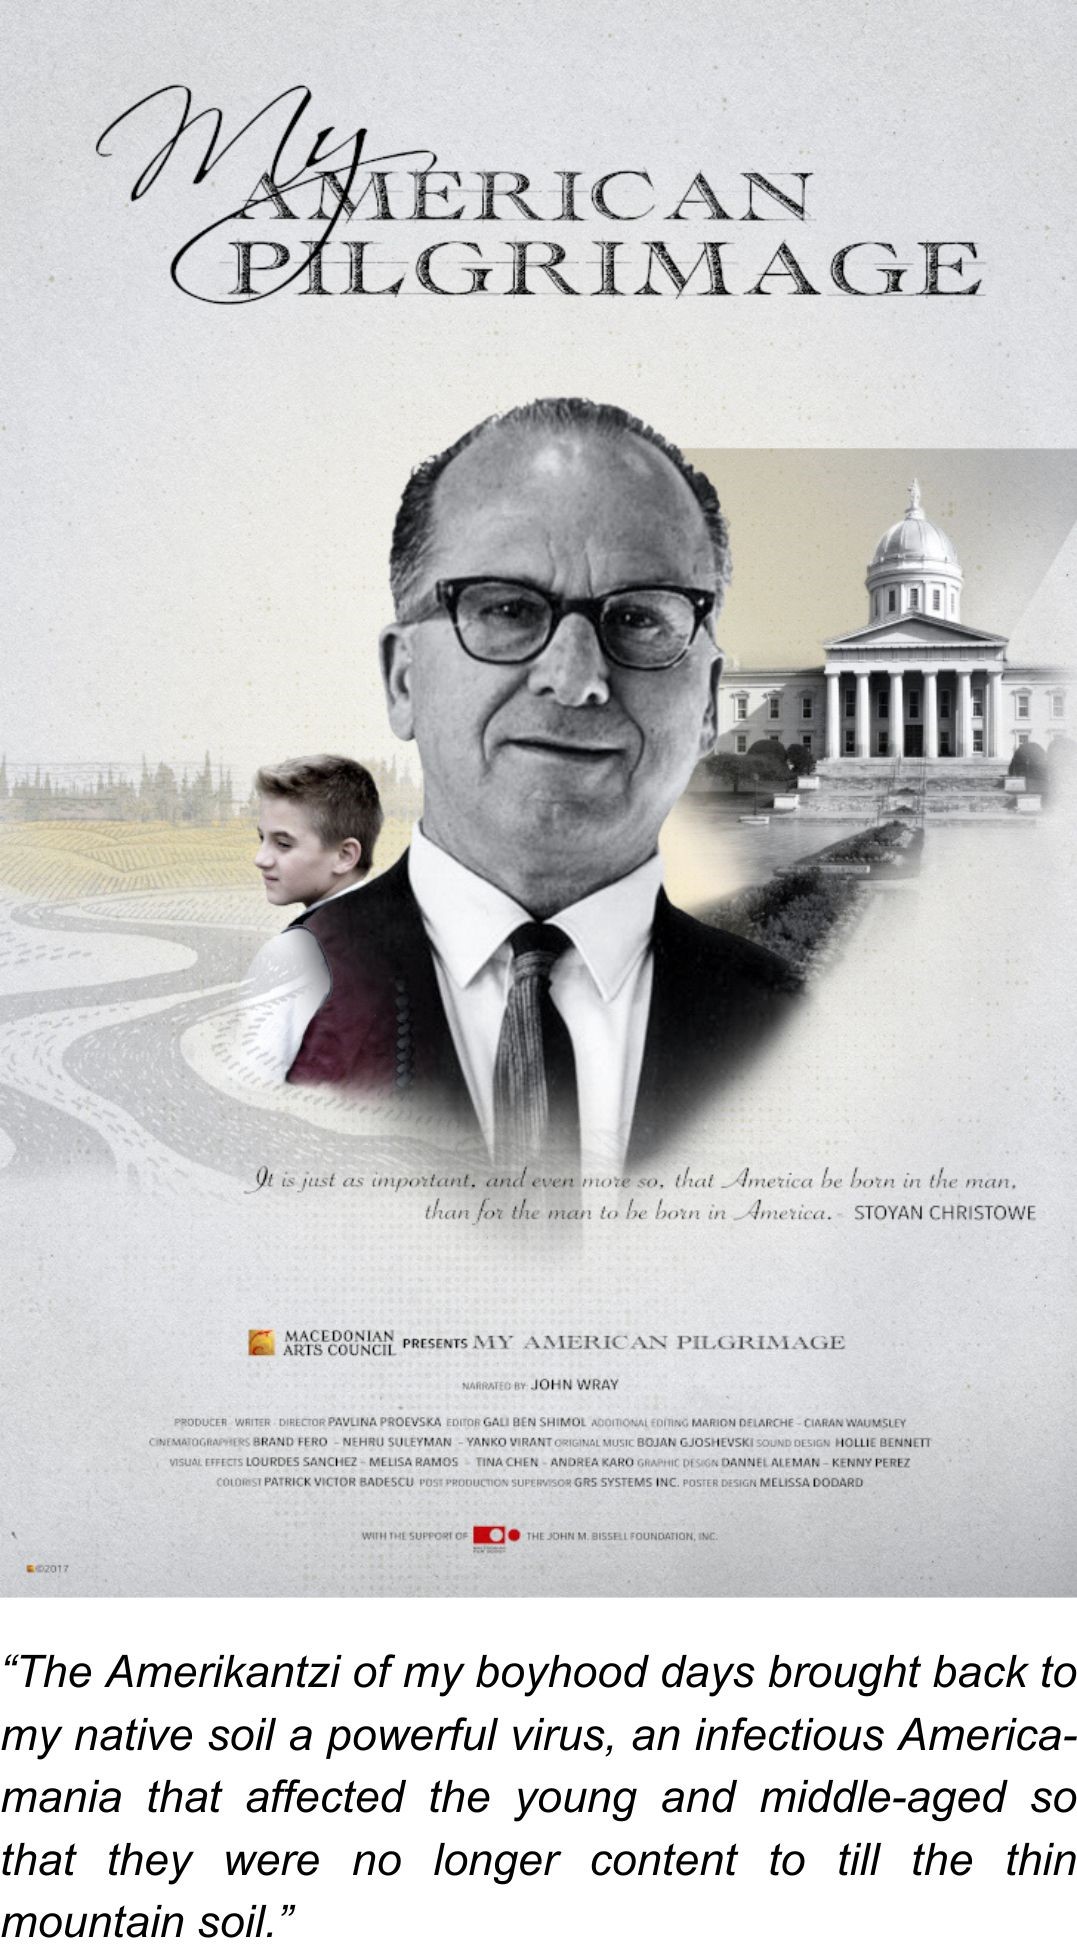 My
AMERICAN
PILGRIMAGE
It is just as important, and even more so, that America be born in the man,
than for the man to be born in America. - STOYAN CHRISTOWE
MACEDONIAN
ARTS COUNCIL PRESENTS MY AMERICAN PILGRIMAGE
NARRATED BY JOHN WRAY
PRODUCER - WRITER - DIRECTOR PAVLINA PROEVSKA EDITOR GALI BEN SHIMOL ADDITIONAL EDITING MARION DELARCHE - CIARAN WAUMSLEY
CINEMATOGRAPHERS BRAND FERO - NEHRU SULEYMAN - YANKO VIRANT ORIGINAL MUSIC BOJAN GJOSHEVSKI SOUND DESIGN HOLLIE BENNETT
VISUAL EFFECTS LOURDES SANCHEZ - MELISA RAMOS - TINA CHEN - ANDREA KARO GRAPHIC DESIGN DANNEL ALEMAN - KENNY PEREZ
COLORIST PATRICK VICTOR BADESCU POST PRODUCTION SUPERVISOR GRS SYSTEMS INC. POSTER DESIGN MELISSA DODARD
WITH THE SUPPORT OF THE JOHN M. BISSELL FOUNDATION, INC.
©2017
“The Amerikantzi of my boyhood days brought back to
my native soil a powerful virus, an infectious America-
mania that affected the young and middle-aged so
that they were no longer content to till the thin
mountain soil.”